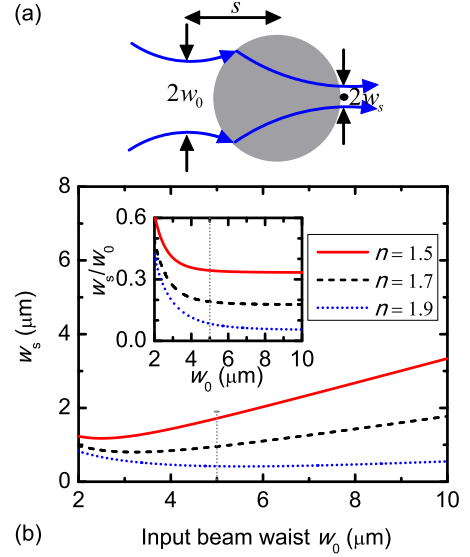 (a)
s
2w₀
2wₛ
8
6
4
2
0
wₛ (μm)
0.6
0.3
0.0
wₛ/w₀
2 4 6 8 10
w₀ (μm)
n = 1.5
n = 1.7
n = 1.9
2 4 6 8 10
(b) Input beam waist w₀ (μm)